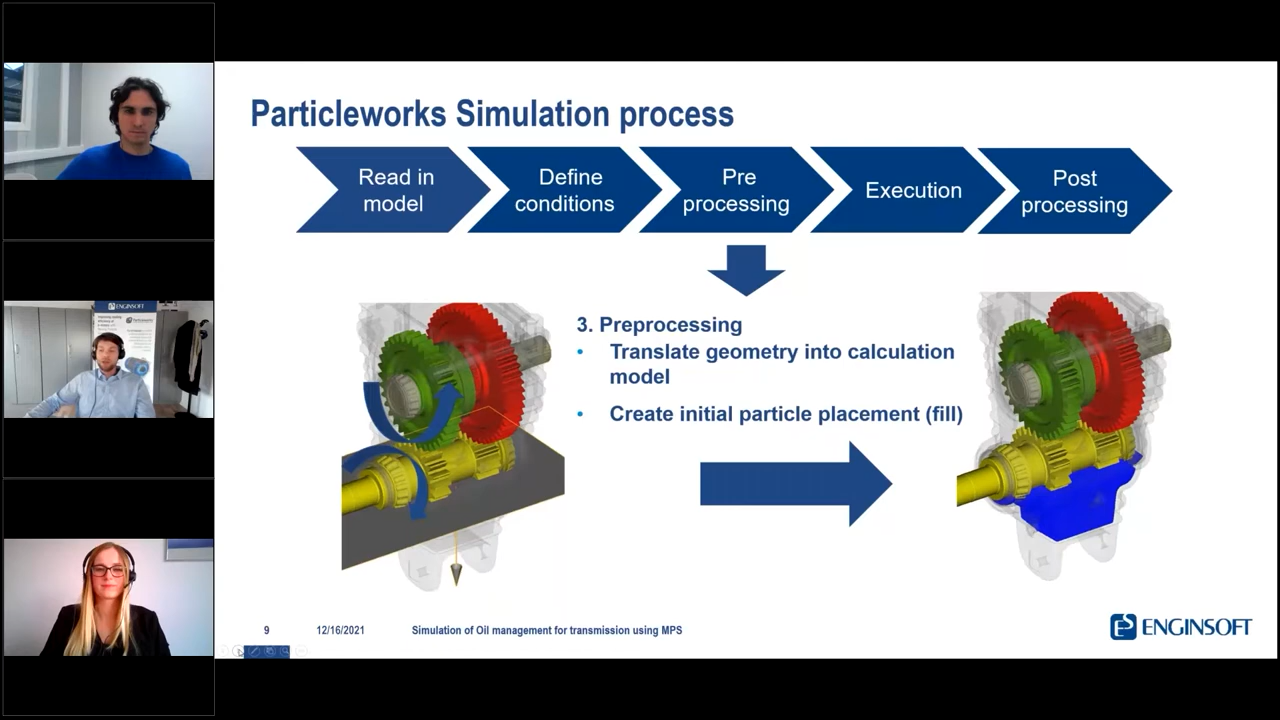 Particleworks Simulation process
Read in
model
Define
conditions
Pre
processing
Execution
Post
processing
3. Preprocessing
• Translate geometry into calculation
model
• Create initial particle placement (fill)
9 12/16/2021 Simulation of Oil management for transmission using MPS
ENGINSOFT
ENGINSOFT